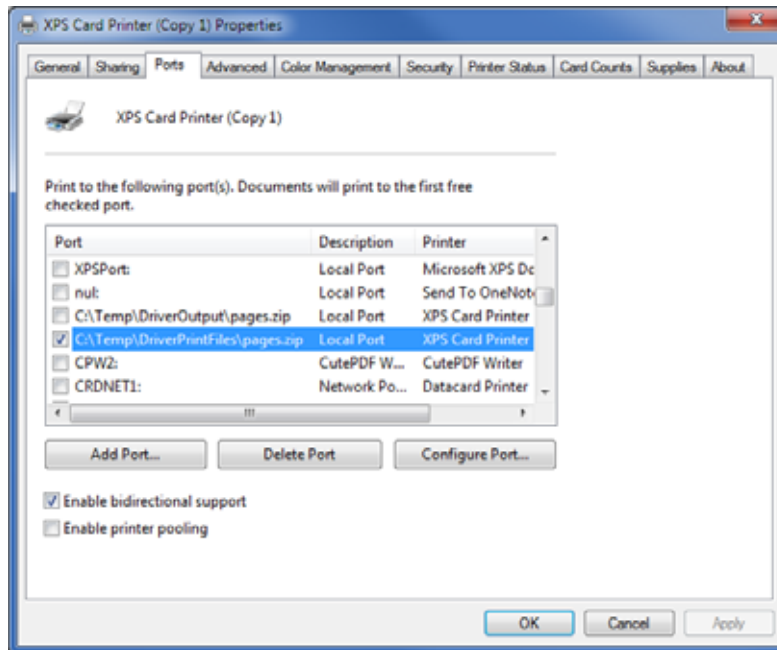 XPS Card Printer (Copy 1) Properties
General Sharing Ports Advanced Color Management Security Printer Status Card Counts Supplies About
XPS Card Printer (Copy 1)
Print to the following port(s). Documents will print to the first free
checked port.
Port Description Printer
XPSPort: Local Port Microsoft XPS Dc
nul: Local Port Send To OneNot
C:\Temp\DriverOutput\pages.zip Local Port XPS Card Printer
C:\Temp\DriverPrintFiles\pages.zip Local Port XPS Card Printer
CPW2: CutePDF W... CutePDF Writer
CRDNET1: Network Po... Datacard Printer
Add Port... Delete Port Configure Port...
Enable bidirectional support
Enable printer pooling
OK Cancel Apply